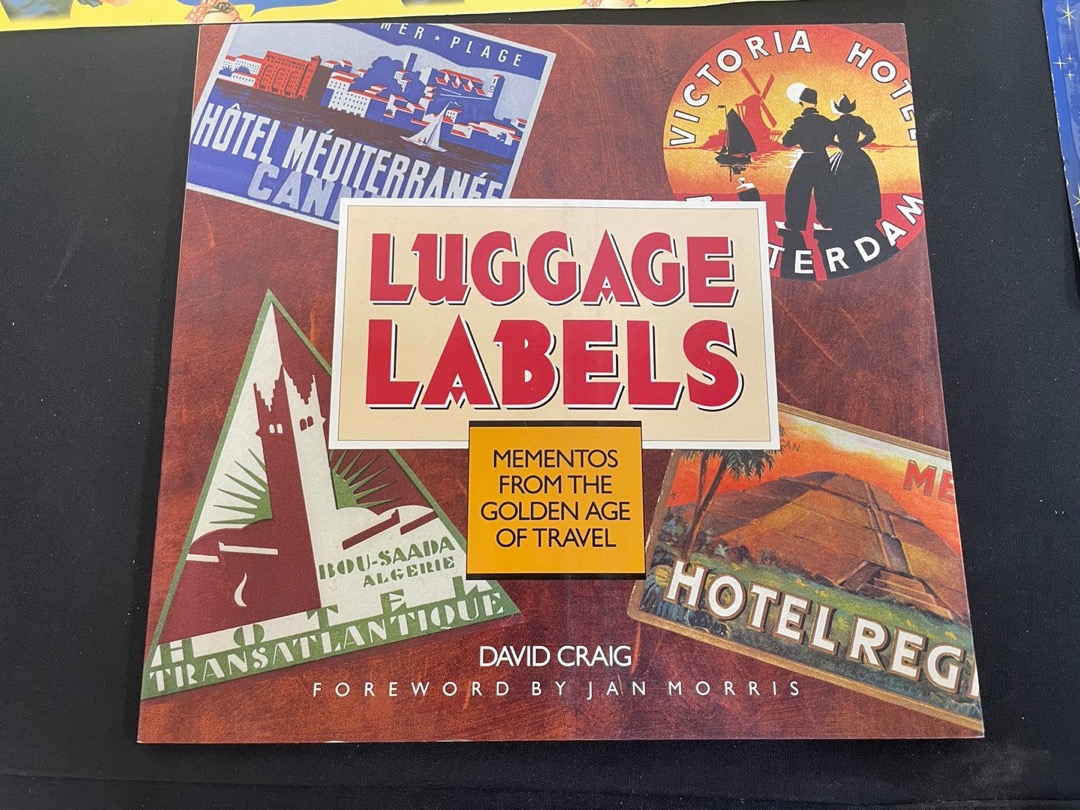 MER ★ PLAGE
HÔTEL MÉDITERRANÉE
CANN
VICTORIA HOTEL
TERDAM
LUGGAGE
LABELS
MEMENTOS
FROM THE
GOLDEN AGE
OF TRAVEL
BOU-SAADA
ALGERIE
HOTEL
TRANSATLANTIQUE
ME
HOTEL REG
DAVID CRAIG
FOREWORD BY JAN MORRIS